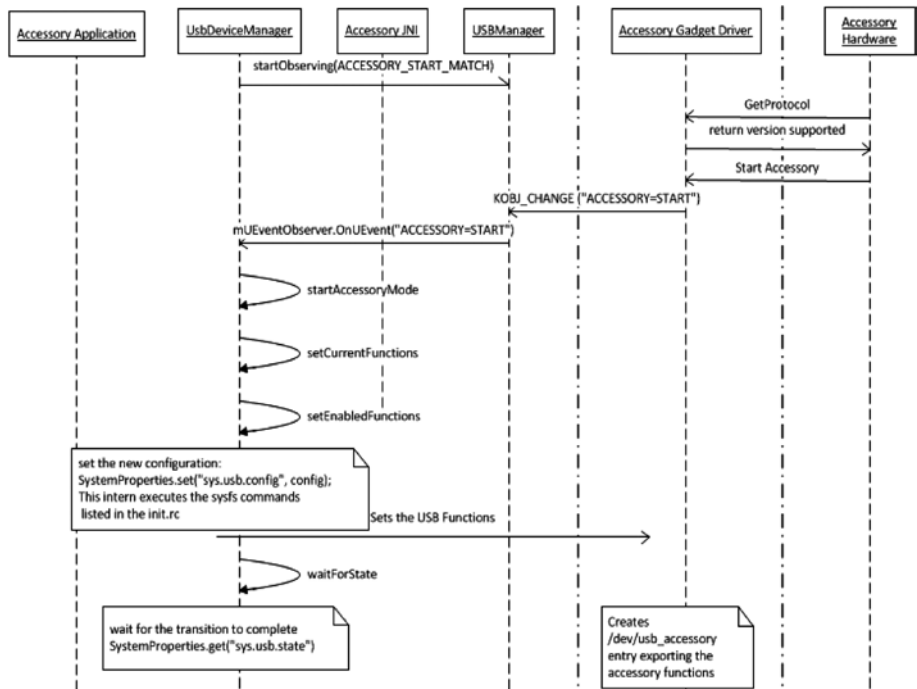 Accessory Application
UsbDeviceManager
Accessory JNI
USBManager
Accessory Gadget Driver
Accessory
Hardware
startObserving(ACCESSORY_START_MATCH)
GetProtocol
return version supported
Start Accessory
KOBJ_CHANGE ("ACCESSORY=START")
mUEventObserver.OnUEvent("ACCESSORY=START")
startAccessoryMode
setCurrentFunctions
setEnabledFunctions
set the new configuration:
SystemProperties.set("sys.usb.config", config);
This intern executes the sysfs commands
listed in the init.rc
Sets the USB Functions
waitForState
wait for the transition to complete
SystemProperties.get("sys.usb.state")
Creates
/dev/usb_accessory
entry exporting the
accessory functions